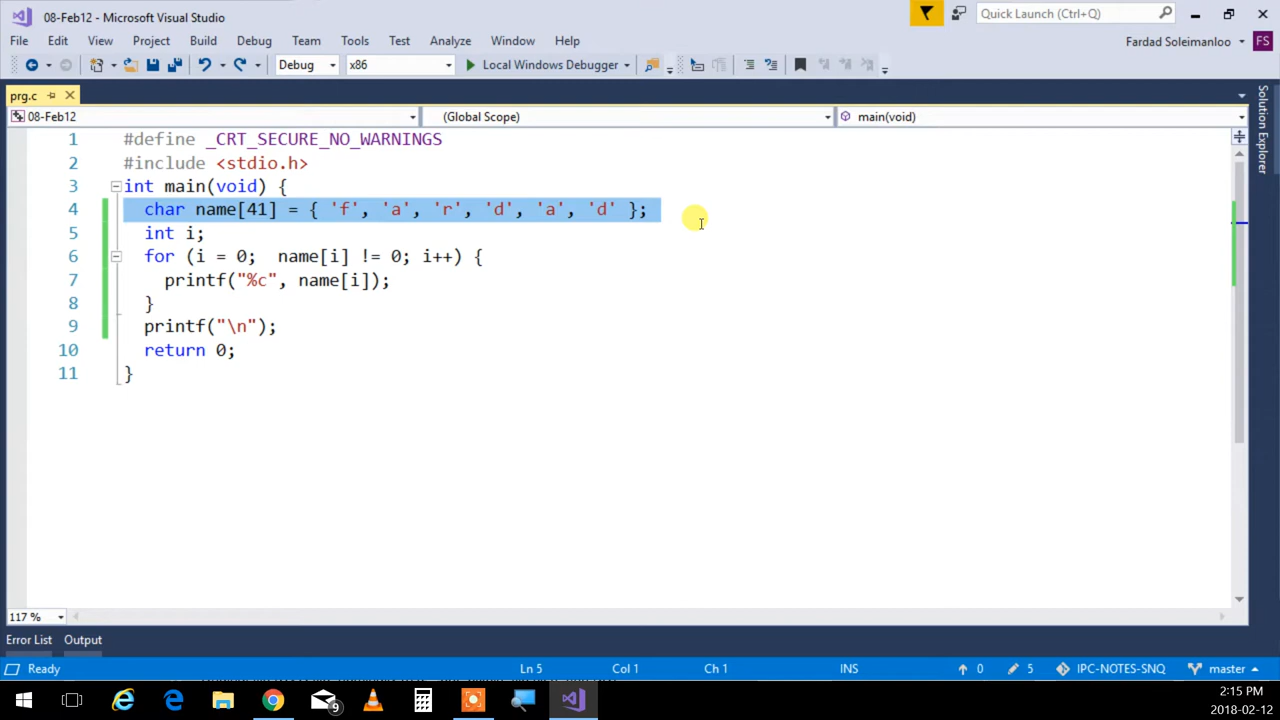 08-Feb12 - Microsoft Visual Studio
Quick Launch (Ctrl+Q)
File Edit View Project Build Debug Team Tools Test Analyze Window Help
Fardad Soleimanloo FS
Debug x86 Local Windows Debugger
prg.c
Solution Explorer
08-Feb12 (Global Scope) main(void)
1 #define _CRT_SECURE_NO_WARNINGS
2 #include <stdio.h>
3 int main(void) {
4 char name[41] = { 'f', 'a', 'r', 'd', 'a', 'd' };
5 int i;
6 for (i = 0;  name[i] != 0; i++) {
7 printf("%c", name[i]);
8 }
9 printf("\n");
10 return 0;
11 }
117 %
Error List Output
Ready Ln 5 Col 1 Ch 1 INS 0 5 IPC-NOTES-SNQ master
9
2:15 PM
2018-02-12